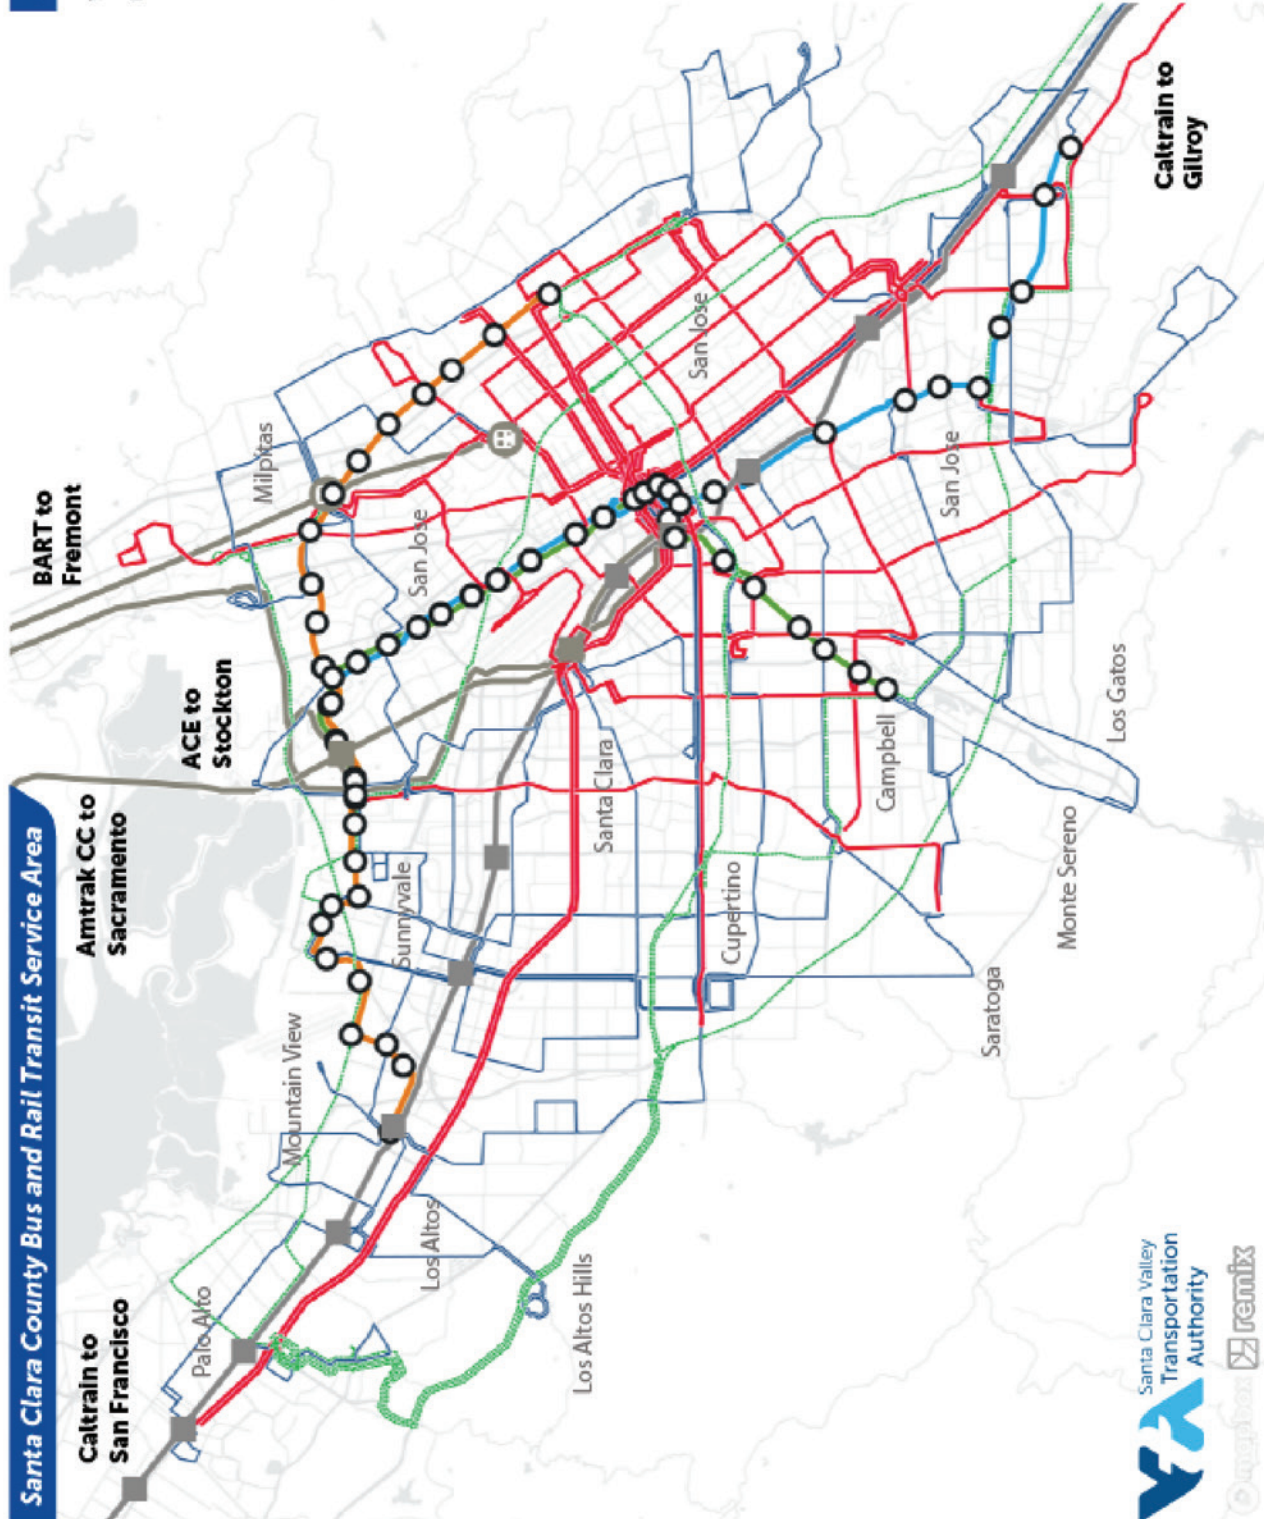 Santa Clara County Bus and Rail Transit Service Area
Caltrain to
San Francisco
Amtrak CC to
Sacramento
ACE to
Stockton
BART to
Fremont
Palo Alto
Mountain View
Sunnyvale
San Jose
Milpitas
Los Altos
Los Altos Hills
Santa Clara
San Jose
Cupertino
Campbell
San Jose
Saratoga
Monte Sereno
Los Gatos
Caltrain to
Gilroy
VTA
Santa Clara Valley
Transportation
Authority
© mapbox
remix